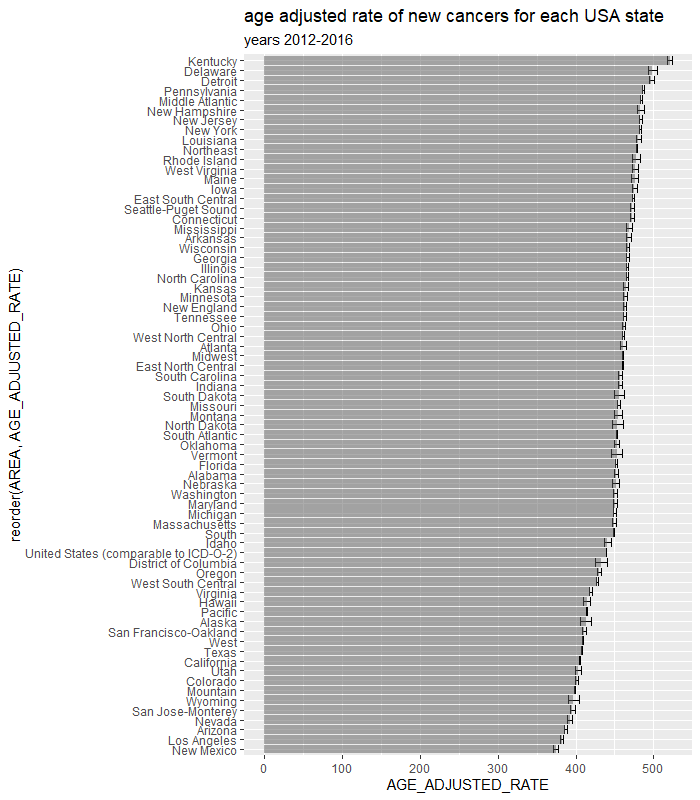 age adjusted rate of new cancers for each USA state
years 2012-2016
reorder(AREA, AGE_ADJUSTED_RATE)
Kentucky
Delaware
Detroit
Pennsylvania
Middle Atlantic
New Hampshire
New Jersey
New York
Louisiana
Northeast
Rhode Island
West Virginia
Maine
Iowa
East South Central
Seattle-Puget Sound
Connecticut
Mississippi
Arkansas
Wisconsin
Georgia
Illinois
North Carolina
Kansas
Minnesota
New England
Tennessee
Ohio
West North Central
Atlanta
Midwest
East North Central
South Carolina
Indiana
South Dakota
Missouri
Montana
North Dakota
South Atlantic
Oklahoma
Vermont
Florida
Alabama
Nebraska
Washington
Maryland
Michigan
Massachusetts
South
Idaho
United States (comparable to ICD-O-2)
District of Columbia
Oregon
West South Central
Virginia
Hawaii
Pacific
Alaska
San Francisco-Oakland
West
Texas
California
Utah
Colorado
Mountain
Wyoming
San Jose-Monterey
Nevada
Arizona
Los Angeles
New Mexico
0 100 200 300 400 500
AGE_ADJUSTED_RATE